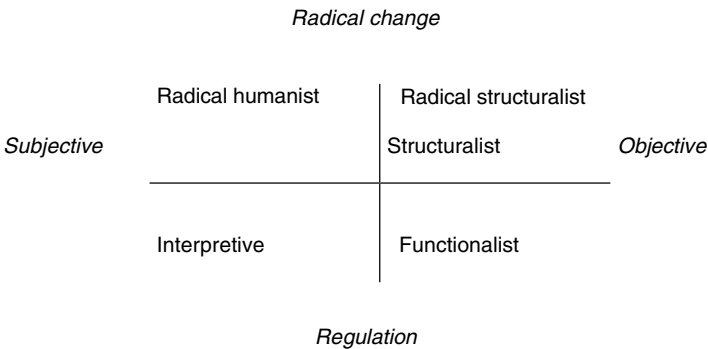 Radical change
Radical humanist Radical structuralist
Subjective Structuralist Objective
Interpretive Functionalist
Regulation